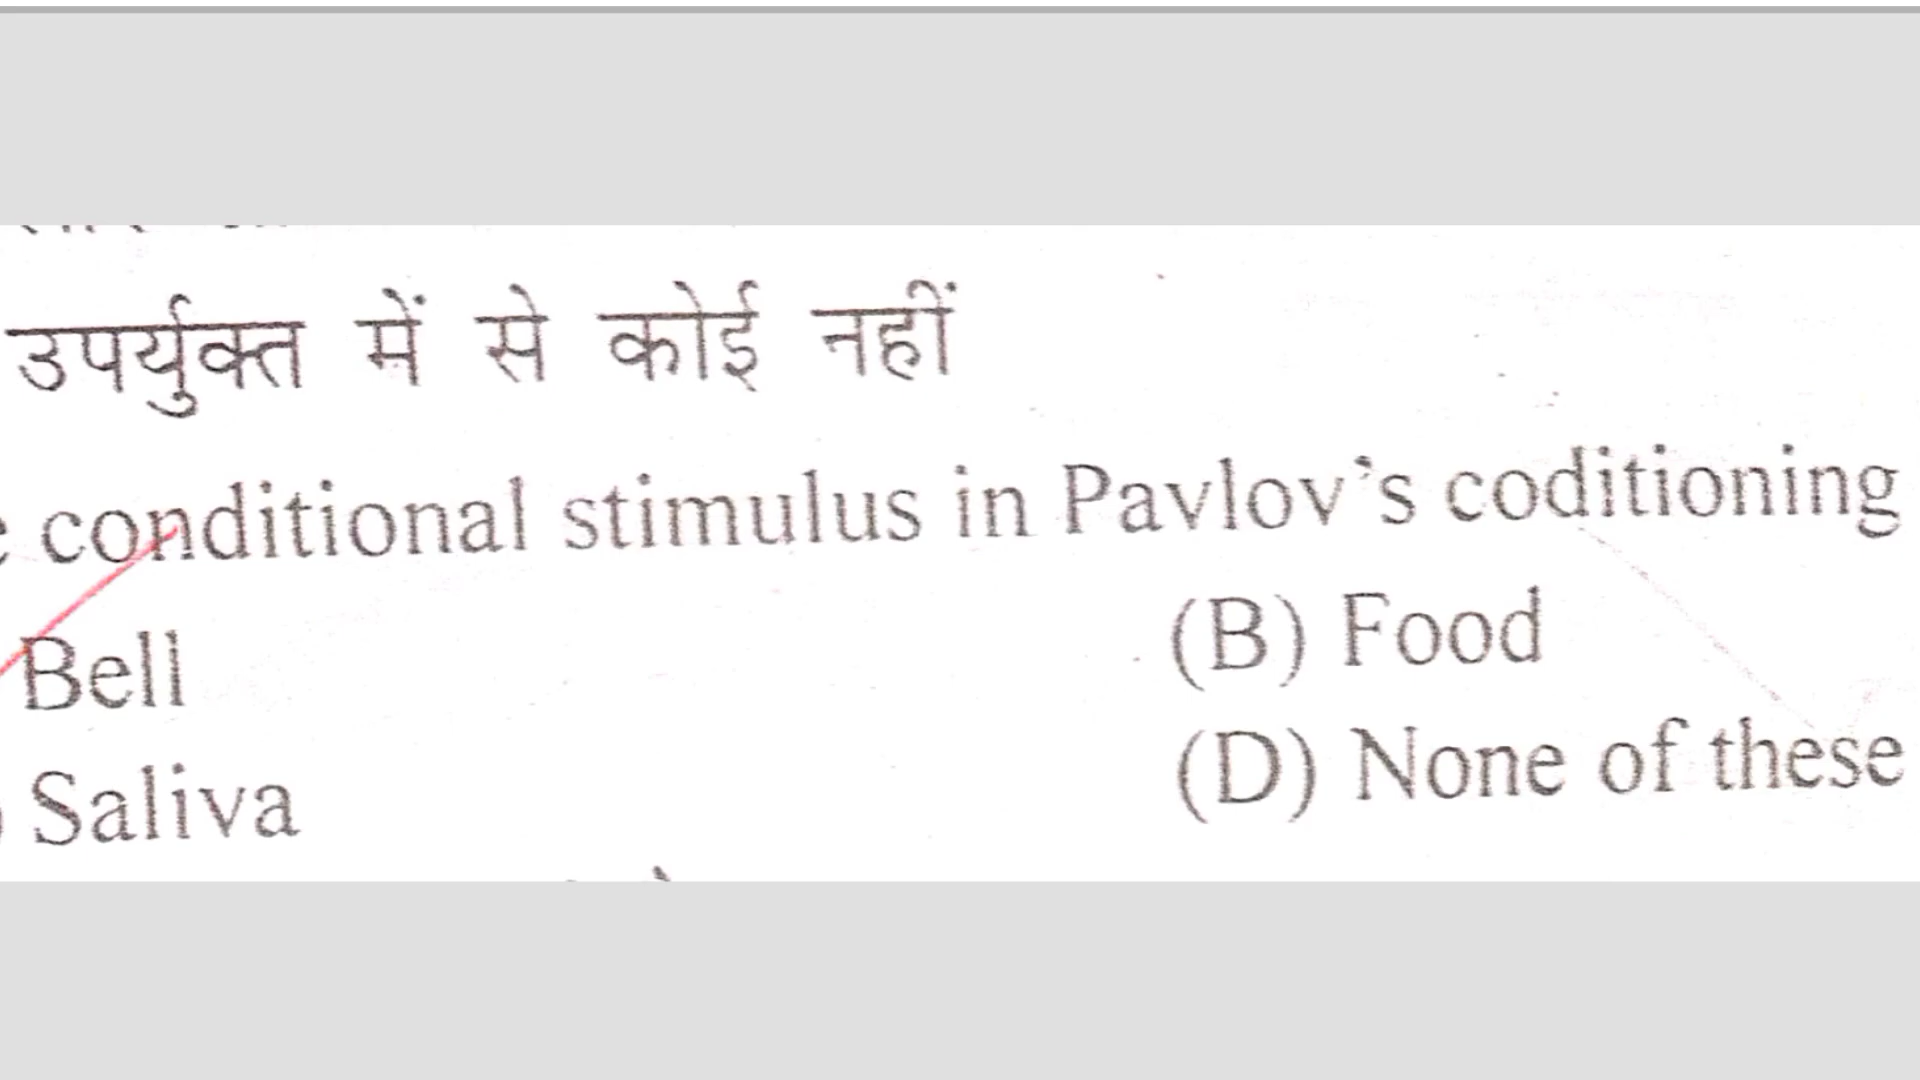 उपर्युक्त में से कोई नहीं
conditional stimulus in Pavlov's coditioning
Bell (B) Food
Saliva (D) None of these